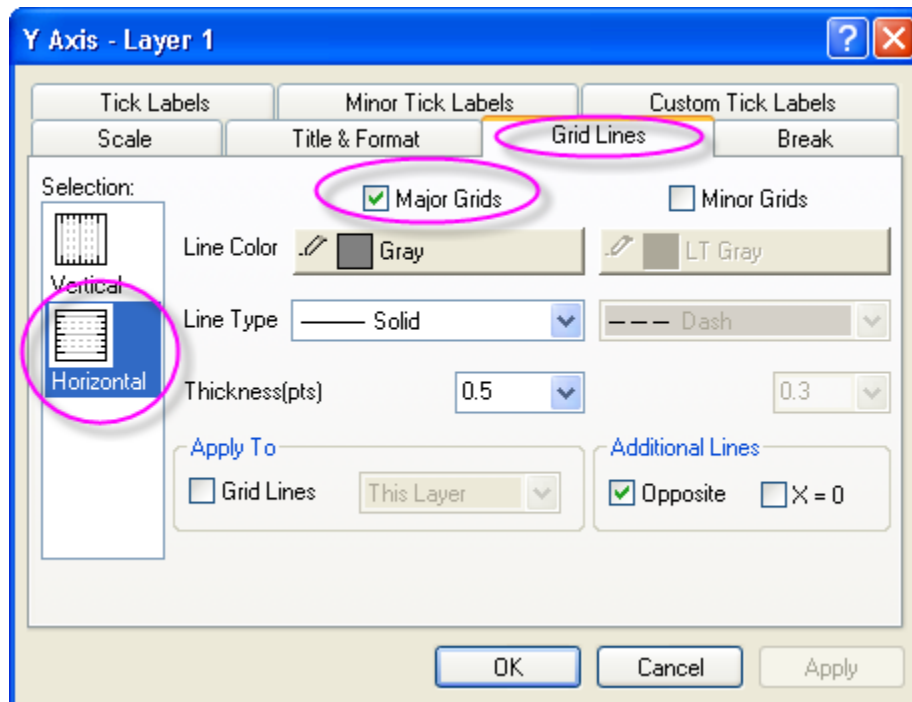 Y Axis - Layer 1
Tick Labels Minor Tick Labels Custom Tick Labels
Scale Title & Format Grid Lines Break
Selection:
Major Grids Minor Grids
Vertical
Horizontal
Line Color Gray LT Gray
Line Type Solid Dash
Thickness(pts) 0.5 0.3
Apply To
Grid Lines This Layer
Additional Lines
Opposite X = 0
OK Cancel Apply